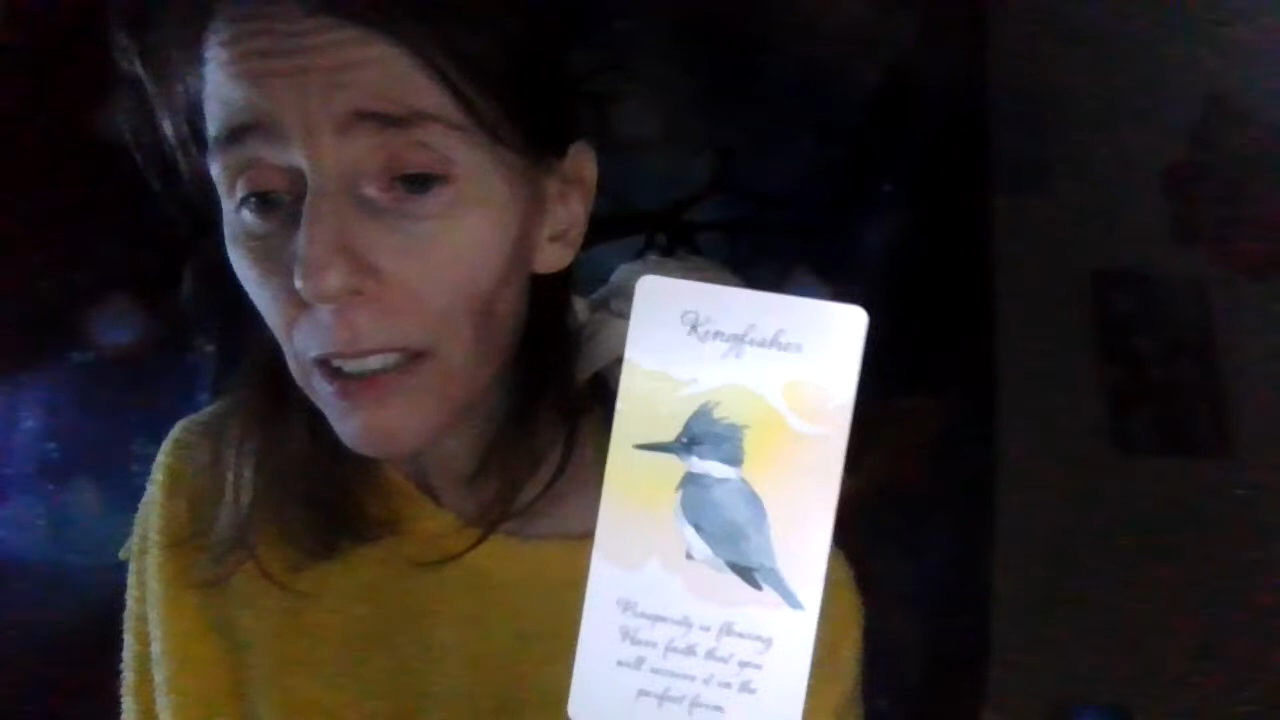 Kingfisher
Prosperity is flowing
Have faith that you
will receive it in the
perfect form